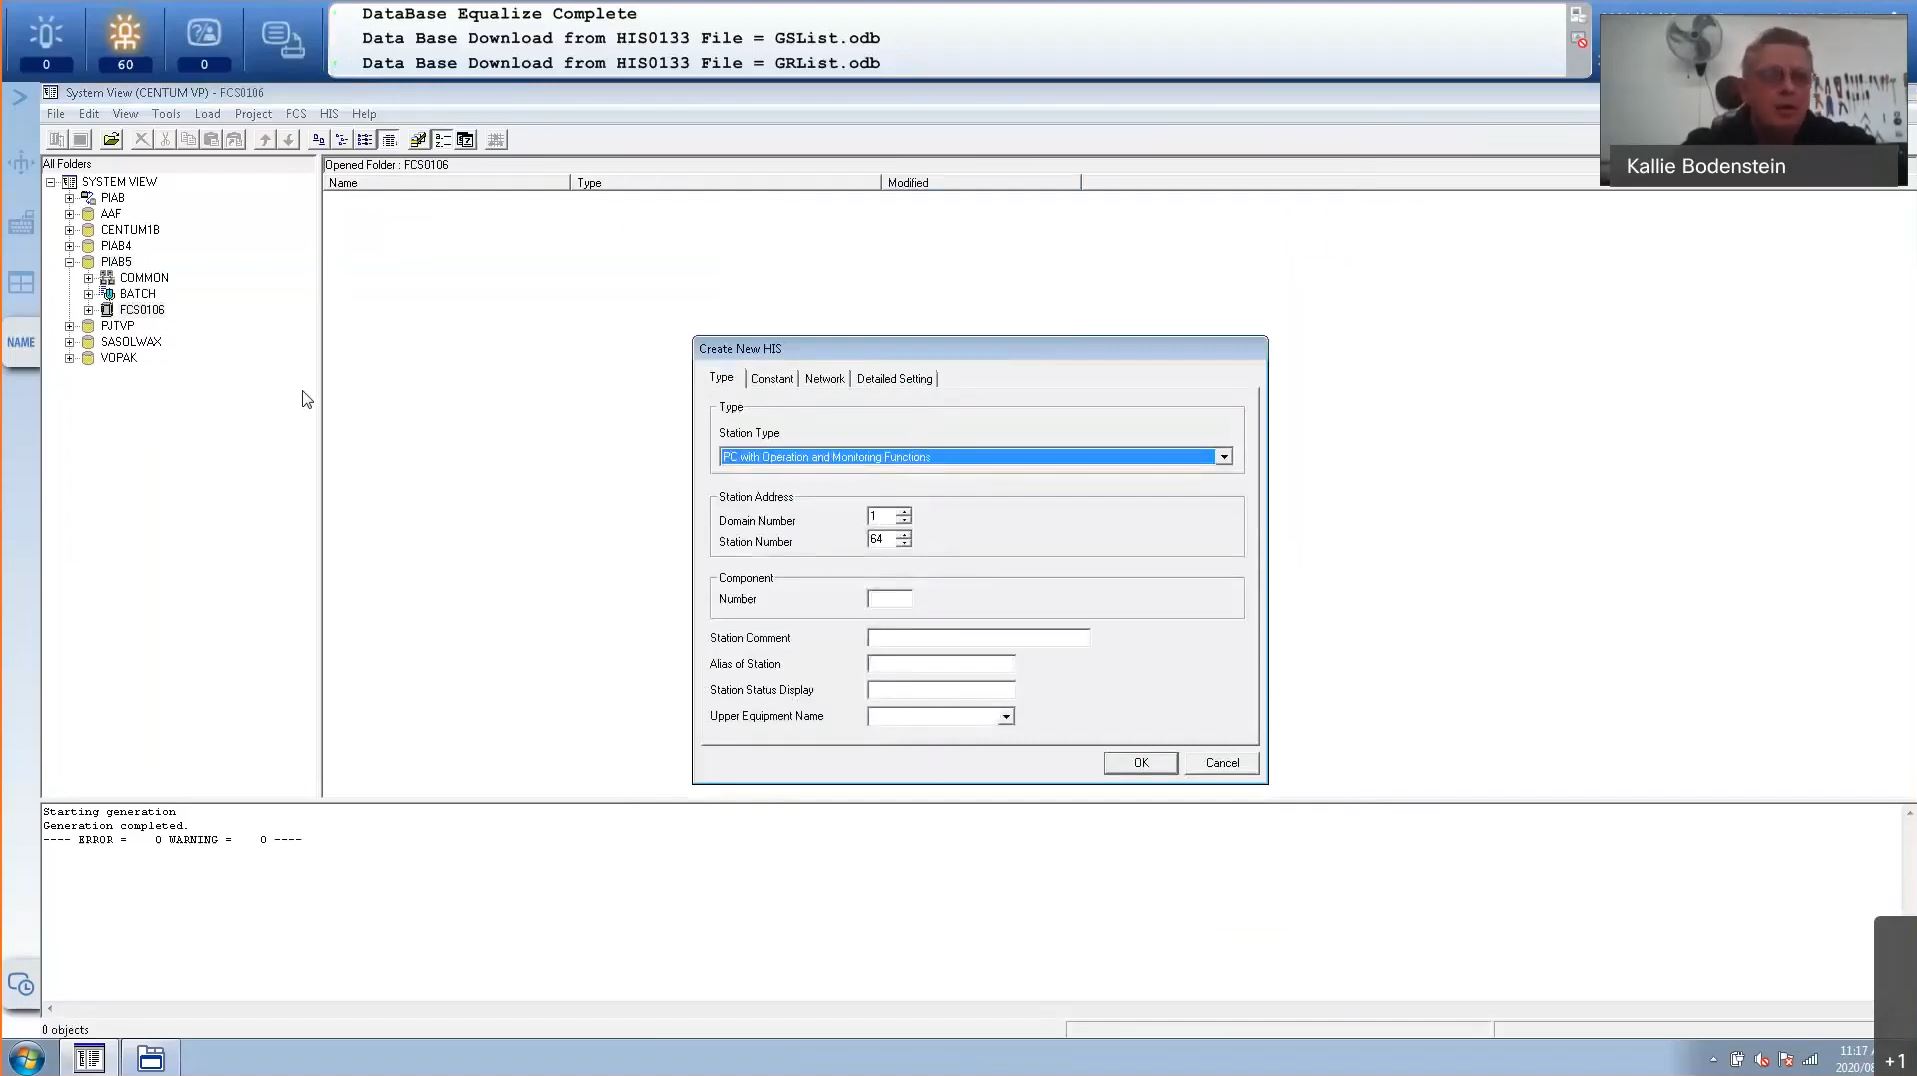 DataBase Equalize Complete
Data Base Download from HIS0133 File = GSList.odb
Data Base Download from HIS0133 File = GRList.odb
0
60
0
System View (CENTUM VP) - FCS0106
File Edit View Tools Load Project FCS HIS Help
All Folders
Opened Folder : FCS0106
Name Type Modified
SYSTEM VIEW
PIAB
AAF
CENTUM1B
PIAB4
PIAB5
COMMON
BATCH
FCS0106
PJTVP
SASOLWAX
VOPAK
NAME
Kallie Bodenstein
Create New HIS
Type Constant Network Detailed Setting
Type
Station Type
PC with Operation and Monitoring Functions
Station Address
Domain Number 1
Station Number 64
Component
Number
Station Comment
Alias of Station
Station Status Display
Upper Equipment Name
OK Cancel
Starting generation
Generation completed.
---- ERROR = 0 WARNING = 0 ----
0 objects
11:17
2020/08
+1